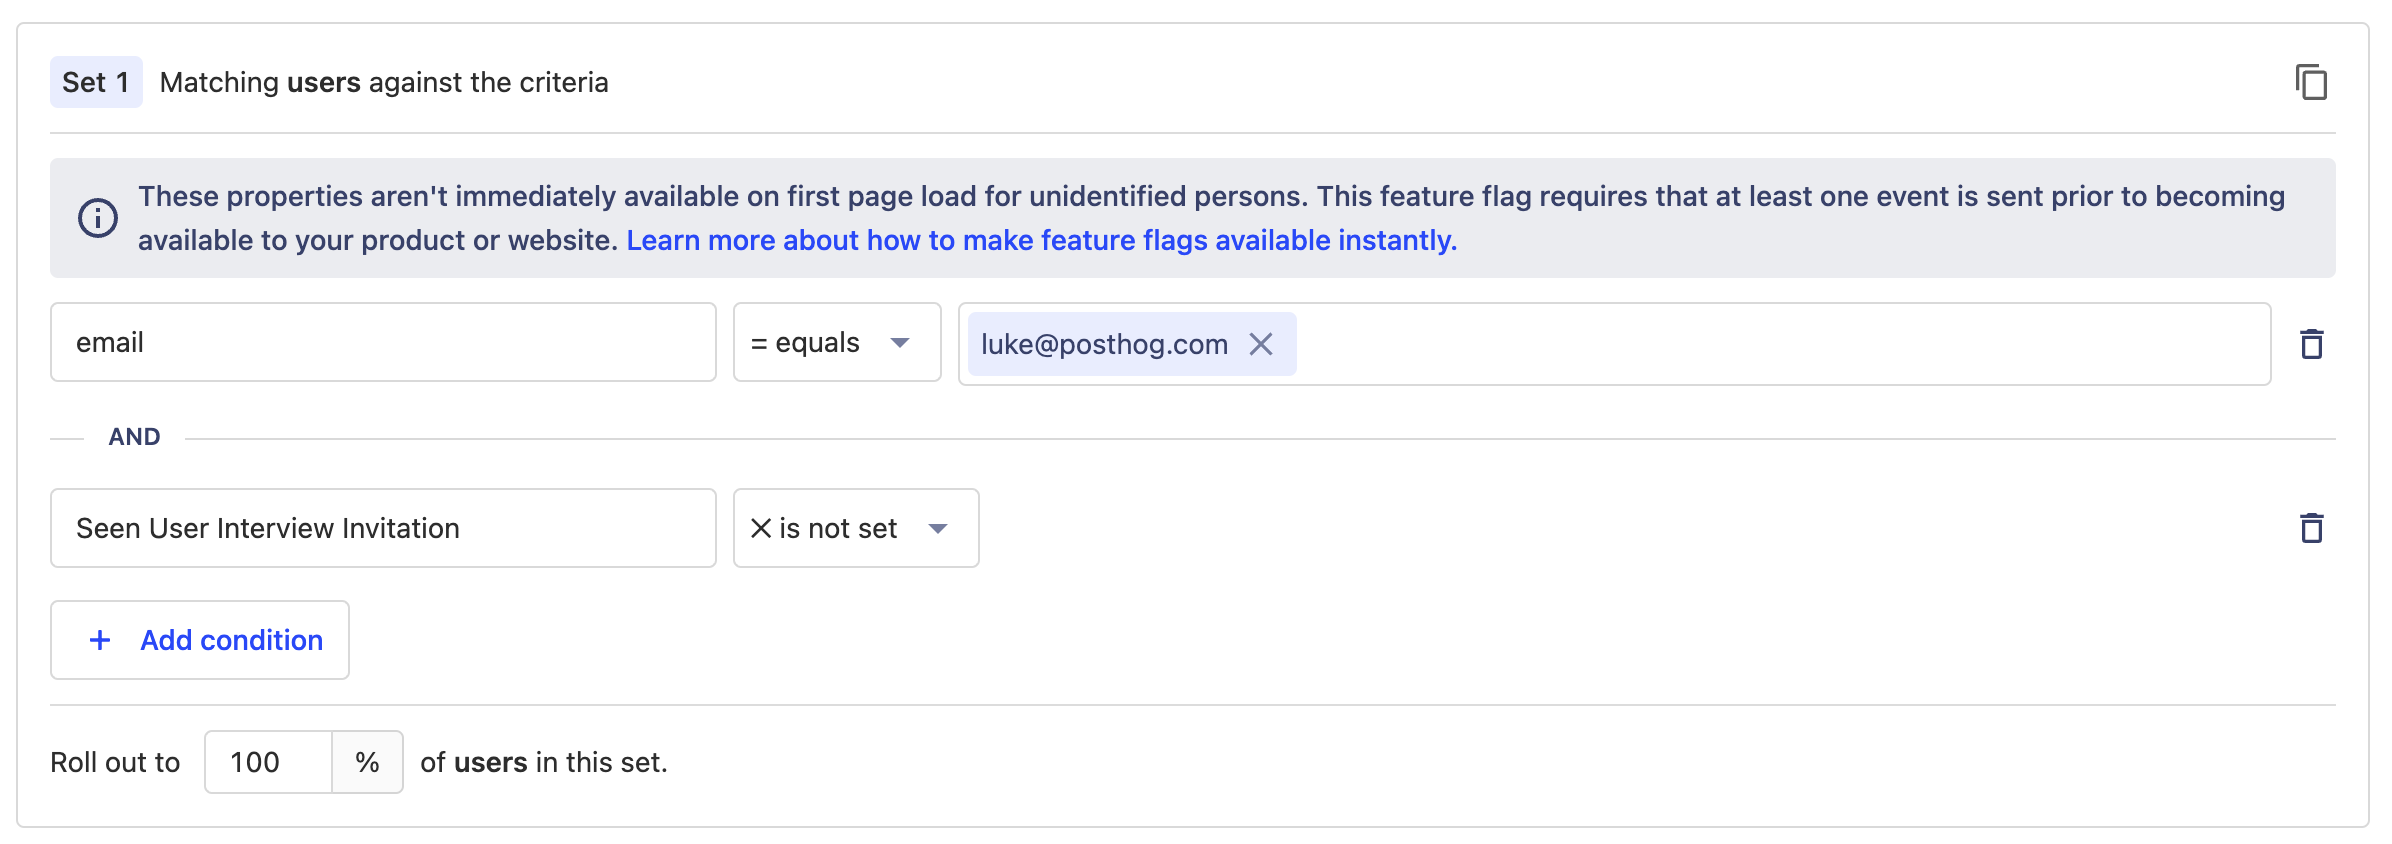 Set 1 Matching users against the criteria
These properties aren't immediately available on first page load for unidentified persons. This feature flag requires that at least one event is sent prior to becoming
available to your product or website. Learn more about how to make feature flags available instantly.
email = equals luke@posthog.com
AND
Seen User Interview Invitation is not set
+ Add condition
Roll out to 100 % of users in this set.